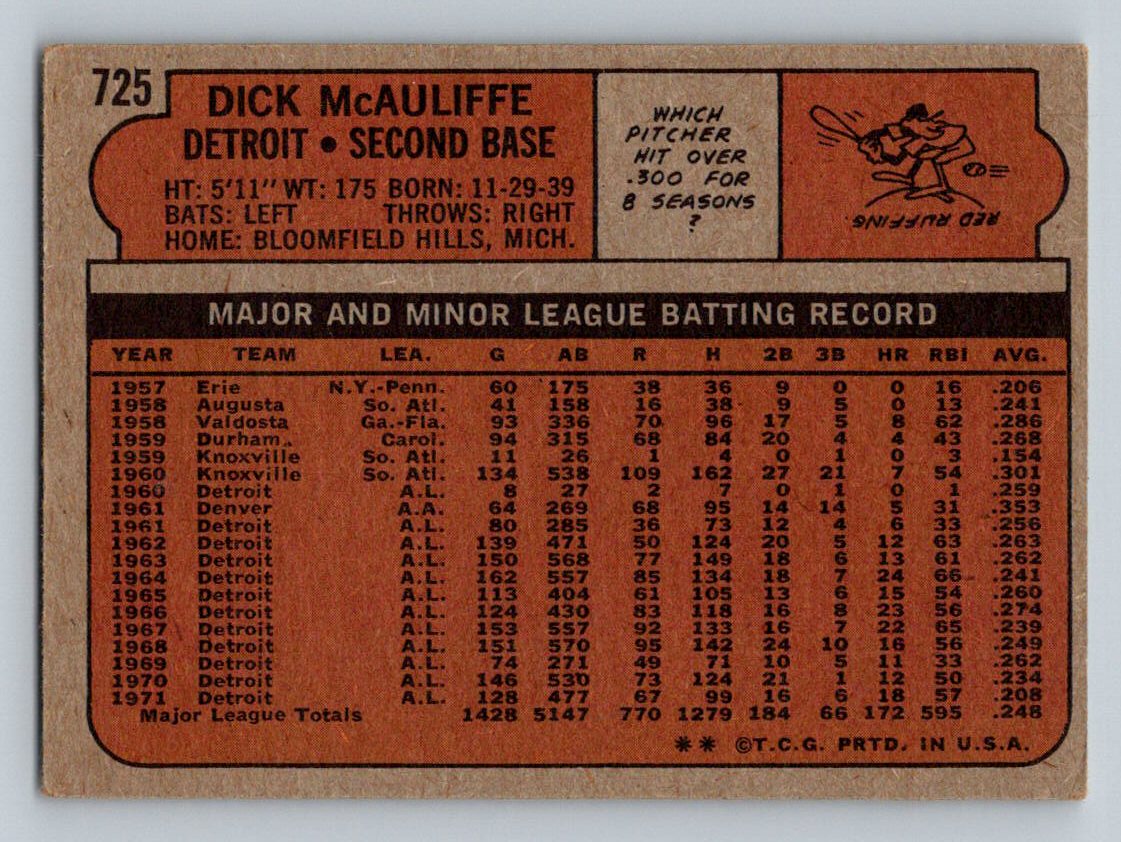 725
DICK McAULIFFE
DETROIT • SECOND BASE
HT: 5'11" WT: 175 BORN: 11-29-39
BATS: LEFT THROWS: RIGHT
HOME: BLOOMFIELD HILLS, MICH.
WHICH
PITCHER
HIT OVER
.300 FOR
8 SEASONS
?
RED RUFFING.
MAJOR AND MINOR LEAGUE BATTING RECORD
YEAR TEAM LEA. G AB R H 2B 3B HR RBI AVG.
1957 Erie N.Y.-Penn. 60 175 38 36 9 0 0 16 .206
1958 Augusta So. Atl. 41 158 16 38 9 5 0 13 .241
1958 Valdosta Ga.-Fla. 93 336 70 96 17 5 8 62 .286
1959 Durham. Carol. 94 315 68 84 20 4 4 43 .268
1959 Knoxville So. Atl. 11 26 1 4 0 1 0 3 .154
1960 Knoxville So. Atl. 134 538 109 162 27 21 7 54 .301
1960 Detroit A.L. 8 27 2 7 0 1 0 1 .259
1961 Denver A.A. 64 269 68 95 14 14 5 31 .353
1961 Detroit A.L. 80 285 36 73 12 4 6 33 .256
1962 Detroit A.L. 139 471 50 124 20 5 12 63 .263
1963 Detroit A.L. 150 568 77 149 18 6 13 61 .262
1964 Detroit A.L. 162 557 85 134 18 7 24 66 .241
1965 Detroit A.L. 113 404 61 105 13 6 15 54 .260
1966 Detroit A.L. 124 430 83 118 16 8 23 56 .274
1967 Detroit A.L. 153 557 92 133 16 7 22 65 .239
1968 Detroit A.L. 151 570 95 142 24 10 16 56 .249
1969 Detroit A.L. 74 271 49 71 10 5 11 33 .262
1970 Detroit A.L. 146 530 73 124 21 1 12 50 .234
1971 Detroit A.L. 128 477 67 99 16 6 18 57 .208
Major League Totals 1428 5147 770 1279 184 66 172 595 .248
** ©T.C.G. PRTD. IN U.S.A.